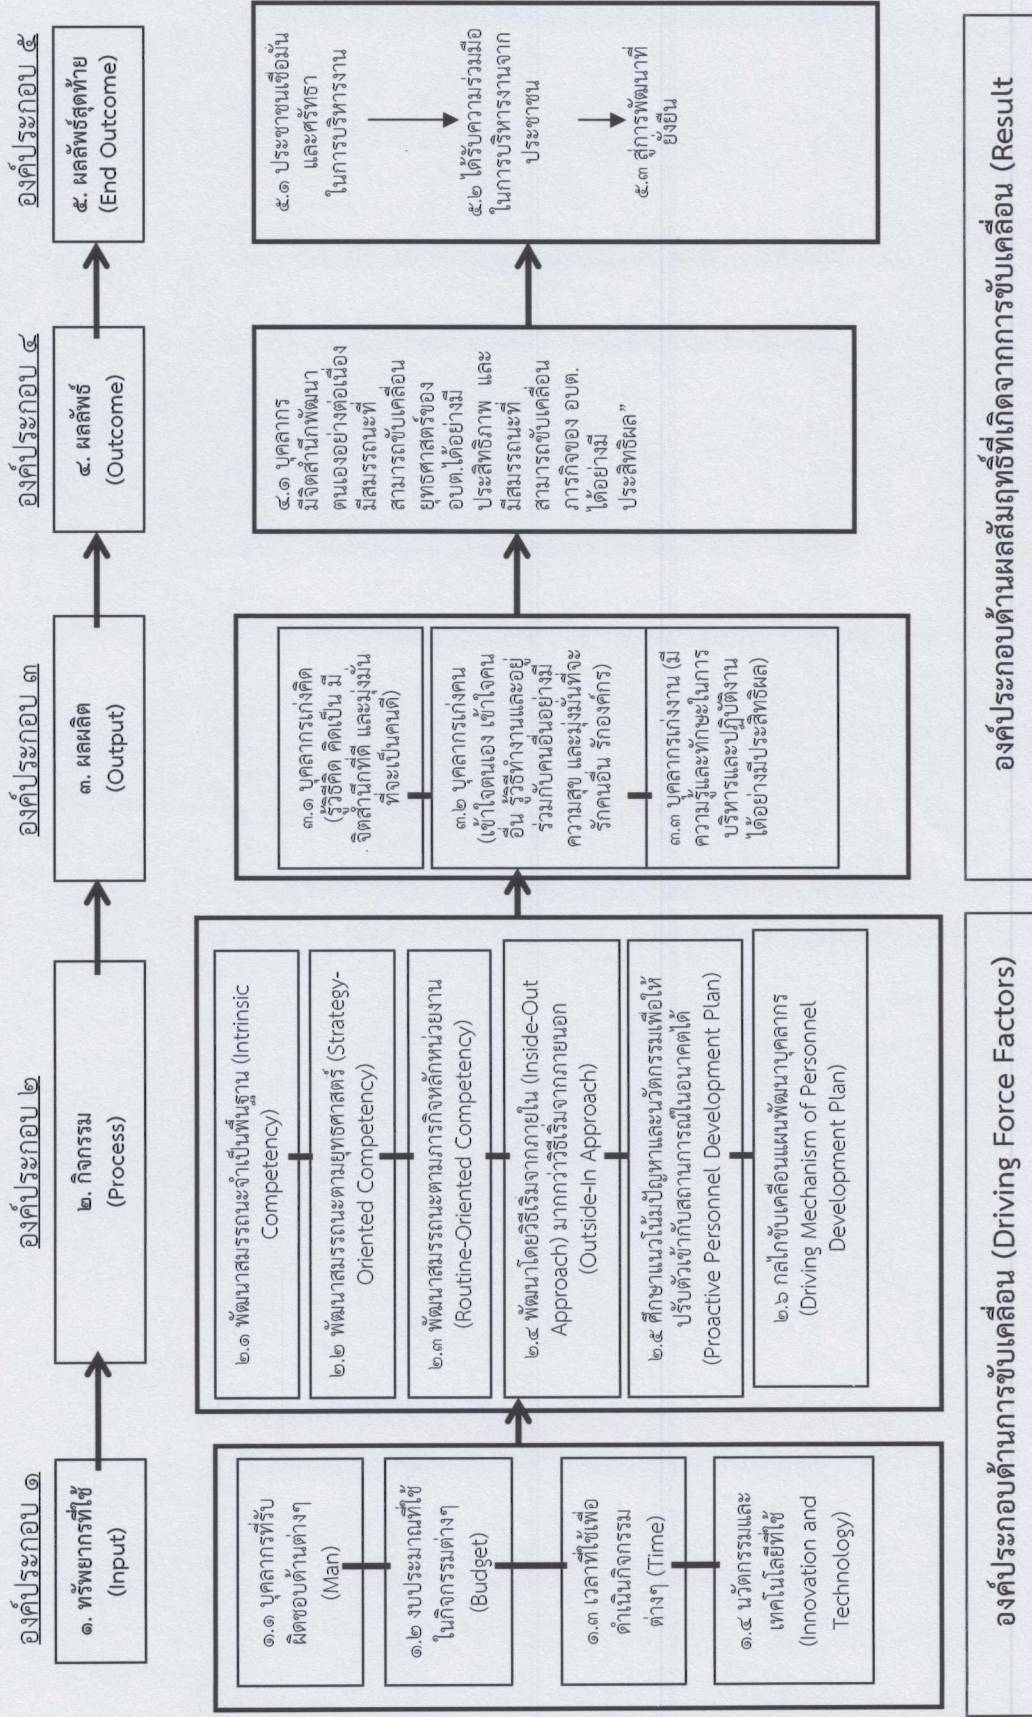 องค์ประกอบ ๑
๑. ทรัพยากรที่ใช้
(Input)
๑.๑ บุคลากรที่รับ
ผิดชอบด้านต่างๆ
(Man)
๑.๒ งบประมาณที่ใช้
ในกิจกรรมต่างๆ
(Budget)
๑.๓ เวลาที่ใช้เพื่อ
ดำเนินกิจกรรม
ต่างๆ (Time)
๑.๔ นวัตกรรมและ
เทคโนโลยีที่ใช้
(Innovation and
Technology)
องค์ประกอบ ๒
๒. กิจกรรม
(Process)
๒.๑ พัฒนาสมรรถนะจำเป็นพื้นฐาน (Intrinsic
Competency)
๒.๒ พัฒนาสมรรถนะตามยุทธศาสตร์ (Strategy-
Oriented Competency)
๒.๓ พัฒนาสมรรถนะตามภารกิจหลักหน่วยงาน
(Routine-Oriented Competency)
๒.๔ พัฒนาโดยวิธีเริ่มจากภายใน (Inside-Out
Approach) มากกว่าวิธีเริ่มจากภายนอก
(Outside-In Approach)
๒.๕ ศึกษาแนวโน้มปัญหาและนวัตกรรมเพื่อให้
ปรับตัวเข้ากับสถานการณ์ในอนาคตได้
(Proactive Personnel Development Plan)
๒.๖ กลไกขับเคลื่อนแผนพัฒนาบุคลากร
(Driving Mechanism of Personnel
Development Plan)
องค์ประกอบ ๓
๓. ผลผลิต
(Output)
๓.๑ บุคลากรเก่งคิด
(รู้วิธีคิด คิดเป็น มี
จิตสำนึกที่ดี และมุ่งมั่น
ที่จะเป็นคนดี)
๓.๒ บุคลากรเก่งคน
(เข้าใจตนเอง เข้าใจคน
อื่น รู้วิธีทำงานและอยู่
ร่วมกับคนอื่นอย่างมี
ความสุข และมุ่งมั่นที่จะ
รักคนอื่น รักองค์กร)
๓.๓ บุคลากรเก่งงาน (มี
ความรู้และทักษะในการ
บริหารและปฏิบัติงาน
ได้อย่างมีประสิทธิผล)
องค์ประกอบ ๔
๔. ผลลัพธ์
(Outcome)
๔.๑ บุคลากร
มีจิตสำนึกพัฒนา
ตนเองอย่างต่อเนื่อง
มีสมรรถนะที่
สามารถขับเคลื่อน
ยุทธศาสตร์ของ
อบต.ได้อย่างมี
ประสิทธิภาพ และ
มีสมรรถนะที่
สามารถขับเคลื่อน
ภารกิจของ อบต.
ได้อย่างมี
ประสิทธิผล”
องค์ประกอบ ๕
๕. ผลลัพธ์สุดท้าย
(End Outcome)
๕.๑ ประชาชนเชื่อมั่น
และศรัทธา
ในการบริหารงาน
๕.๒ ได้รับความร่วมมือ
ในการบริหารงานจาก
ประชาชน
๕.๓ สู่การพัฒนาที่
ยั่งยืน
องค์ประกอบด้านการขับเคลื่อน (Driving Force Factors)
องค์ประกอบด้านผลสัมฤทธิ์ที่เกิดจากการขับเคลื่อน (Result